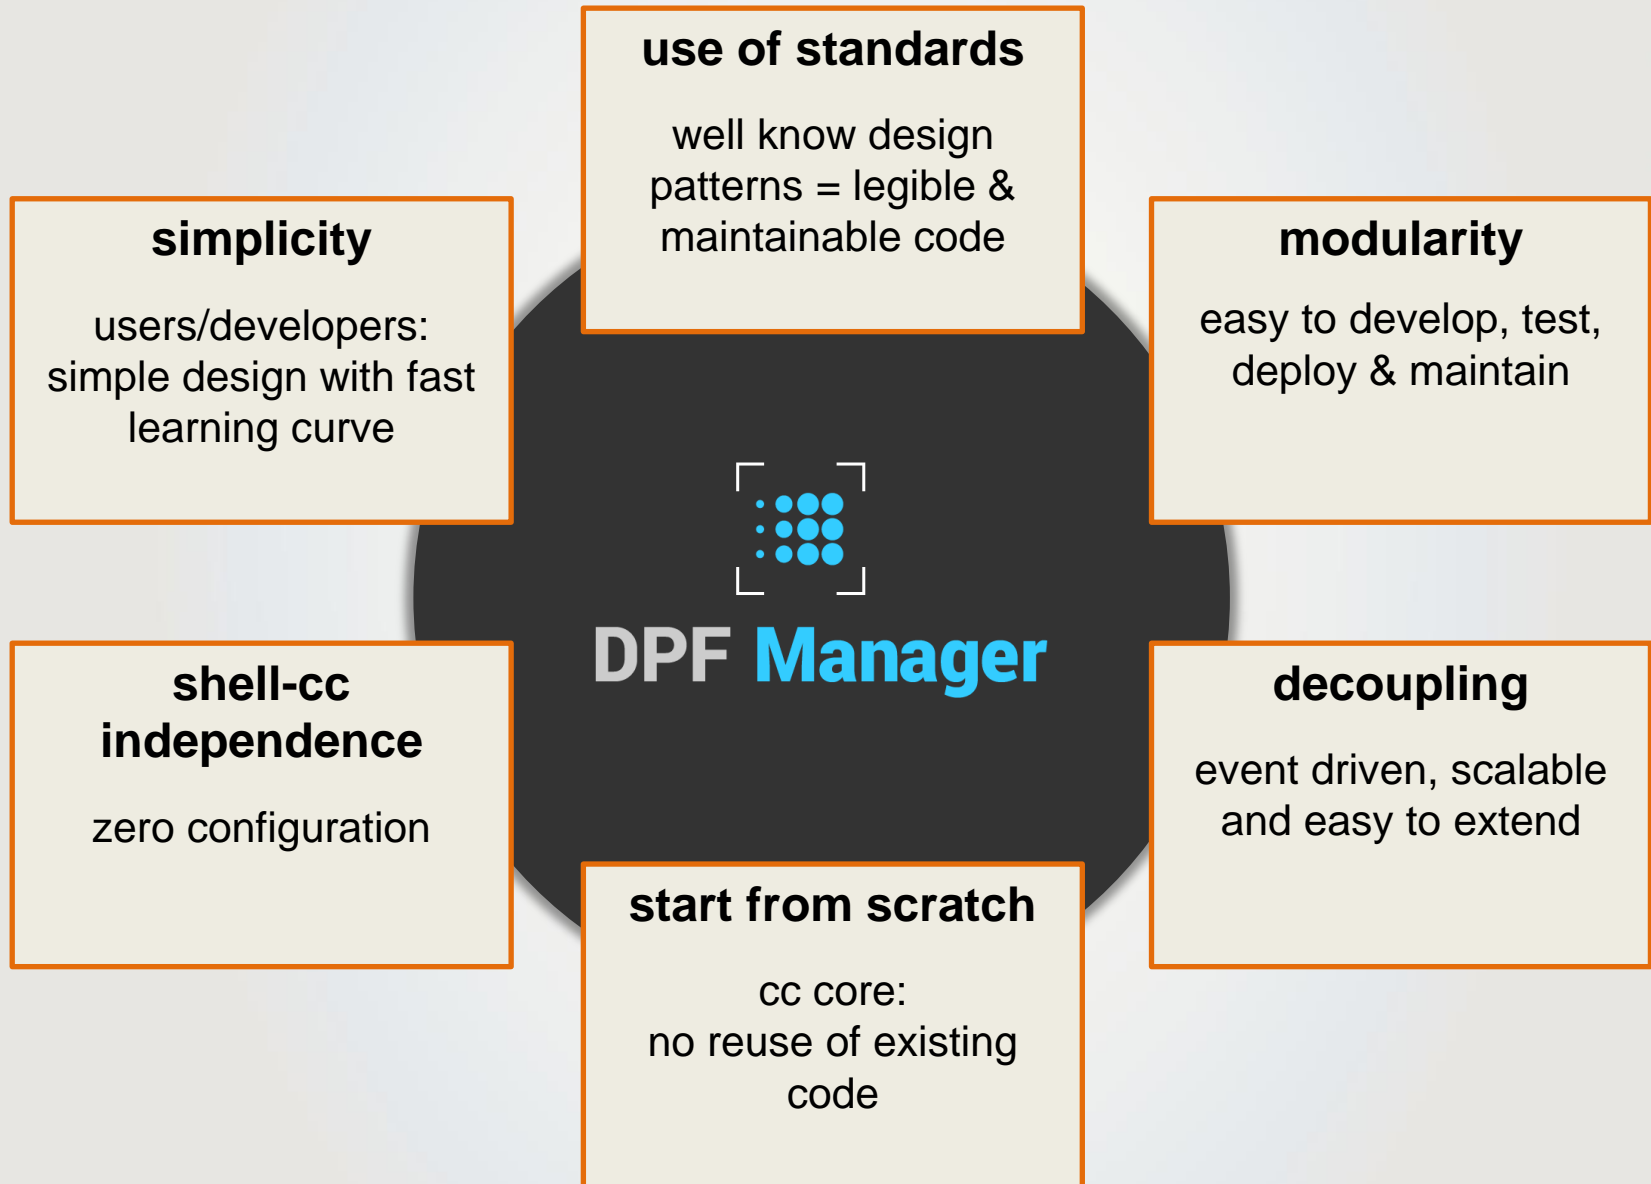 use of standards
well know design
patterns = legible &
maintainable code
simplicity
users/developers:
simple design with fast
learning curve
modularity
easy to develop, test,
deploy & maintain
DPF Manager
shell-cc
independence
zero configuration
decoupling
event driven, scalable
and easy to extend
start from scratch
cc core:
no reuse of existing
code